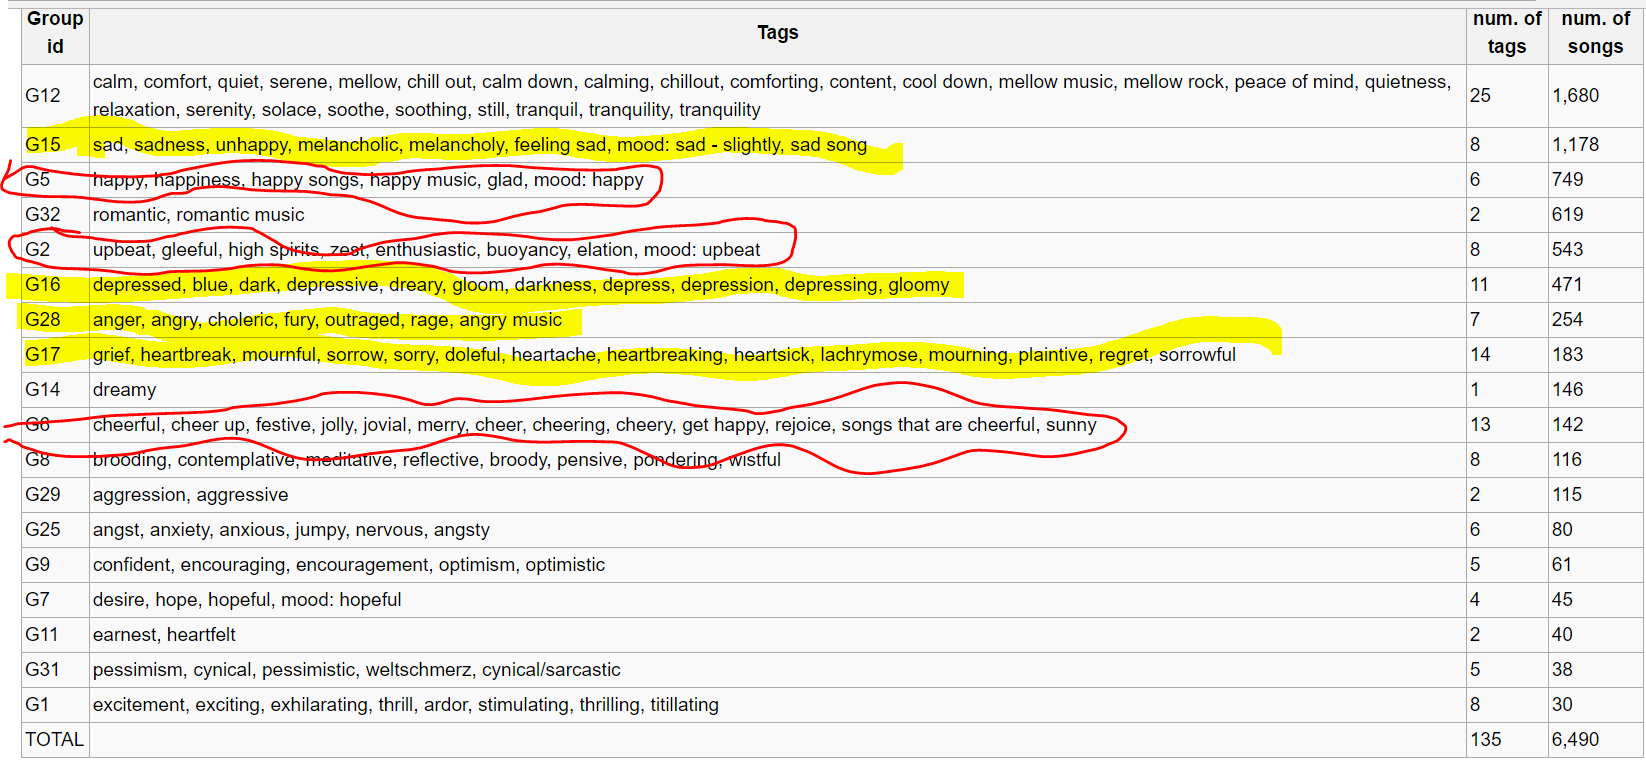 Group id Tags num. of tags num. of songs
G12 calm, comfort, quiet, serene, mellow, chill out, calm down, calming, chillout, comforting, content, cool down, mellow music, mellow rock, peace of mind, quietness,
relaxation, serenity, solace, soothe, soothing, still, tranquil, tranquility, tranquility 25 1,680
G15 sad, sadness, unhappy, melancholic, melancholy, feeling sad, mood: sad - slightly, sad song 8 1,178
G5 happy, happiness, happy songs, happy music, glad, mood: happy 6 749
G32 romantic, romantic music 2 619
G2 upbeat, gleeful, high spirits, zest, enthusiastic, buoyancy, elation, mood: upbeat 8 543
G16 depressed, blue, dark, depressive, dreary, gloom, darkness, depress, depression, depressing, gloomy 11 471
G28 anger, angry, choleric, fury, outraged, rage, angry music 7 254
G17 grief, heartbreak, mournful, sorrow, sorry, doleful, heartache, heartbreaking, heartsick, lachrymose, mourning, plaintive, regret, sorrowful 14 183
G14 dreamy 1 146
G6 cheerful, cheer up, festive, jolly, jovial, merry, cheer, cheering, cheery, get happy, rejoice, songs that are cheerful, sunny 13 142
G8 brooding, contemplative, meditative, reflective, broody, pensive, pondering, wistful 8 116
G29 aggression, aggressive 2 115
G25 angst, anxiety, anxious, jumpy, nervous, angsty 6 80
G9 confident, encouraging, encouragement, optimism, optimistic 5 61
G7 desire, hope, hopeful, mood: hopeful 4 45
G11 earnest, heartfelt 2 40
G31 pessimism, cynical, pessimistic, weltschmerz, cynical/sarcastic 5 38
G1 excitement, exciting, exhilarating, thrill, ardor, stimulating, thrilling, titillating 8 30
TOTAL 135 6,490